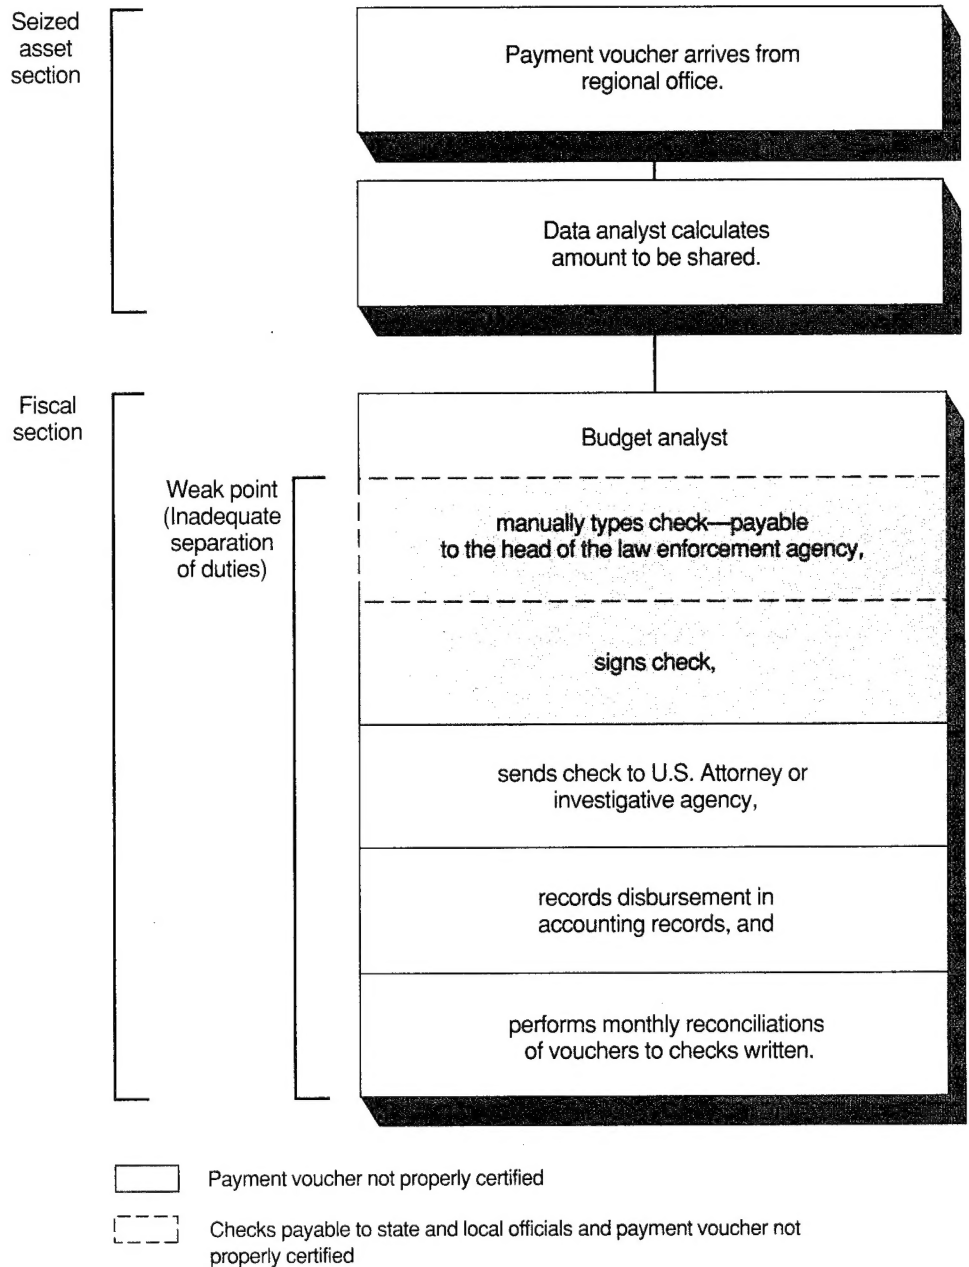 Seized
asset
section
Payment voucher arrives from
regional office.
Data analyst calculates
amount to be shared.
Fiscal
section
Budget analyst
Weak point
(Inadequate
separation
of duties)
manually types check—payable
to the head of the law enforcement agency,
signs check,
sends check to U.S. Attorney or
investigative agency,
records disbursement in
accounting records, and
performs monthly reconciliations
of vouchers to checks written.
Payment voucher not properly certified
Checks payable to state and local officials and payment voucher not
properly certified